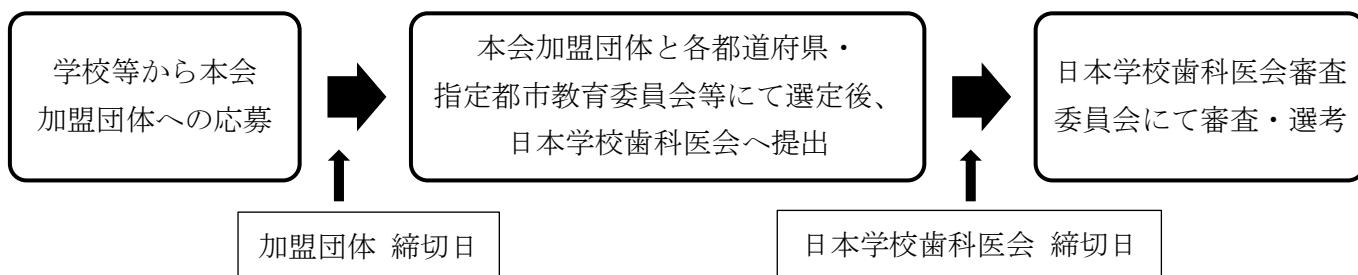 学校等から本会
加盟団体への応募
本会加盟団体と各都道府県・
指定都市教育委員会等にて選定後、
日本学校歯科医会へ提出
日本学校歯科医会審査
委員会にて審査・選考
加盟団体 締切日
日本学校歯科医会 締切日